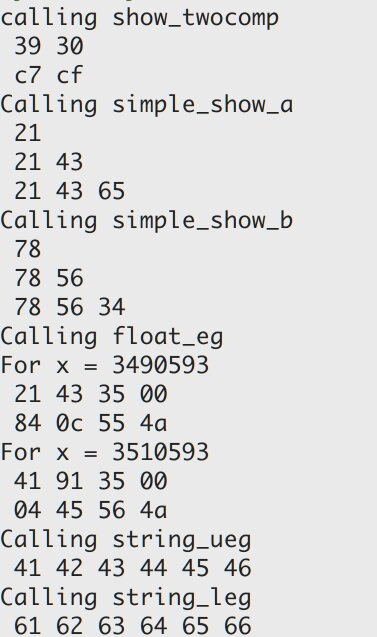 calling show_twocomp
39 30
c7 cf
Calling simple_show_a
21
21 43
21 43 65
Calling simple_show_b
78
78 56
78 56 34
Calling float_eg
For x = 3490593
21 43 35 00
84 0c 55 4a
For x = 3510593
41 91 35 00
04 45 56 4a
Calling string_ueg
41 42 43 44 45 46
Calling string_leg
61 62 63 64 65 66